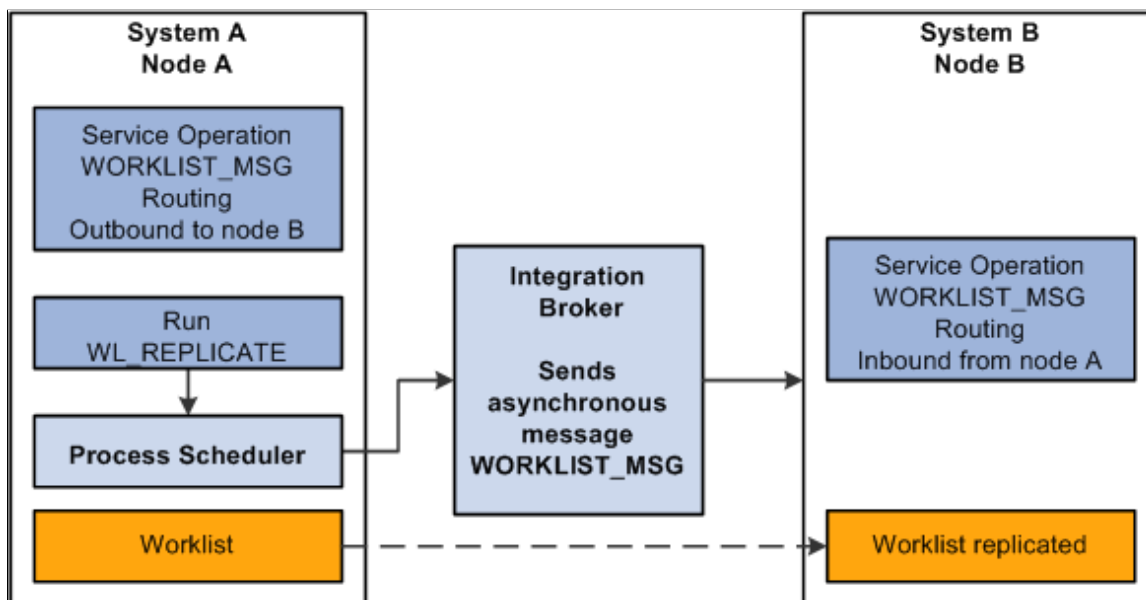 System A
Node A
Service Operation
WORKLIST_MSG
Routing
Outbound to node B
Run
WL_REPLICATE
Process Scheduler
Worklist
Integration
Broker
Sends
asynchronous
message
WORKLIST_MSG
System B
Node B
Service Operation
WORKLIST_MSG
Routing
Inbound from node A
Worklist replicated